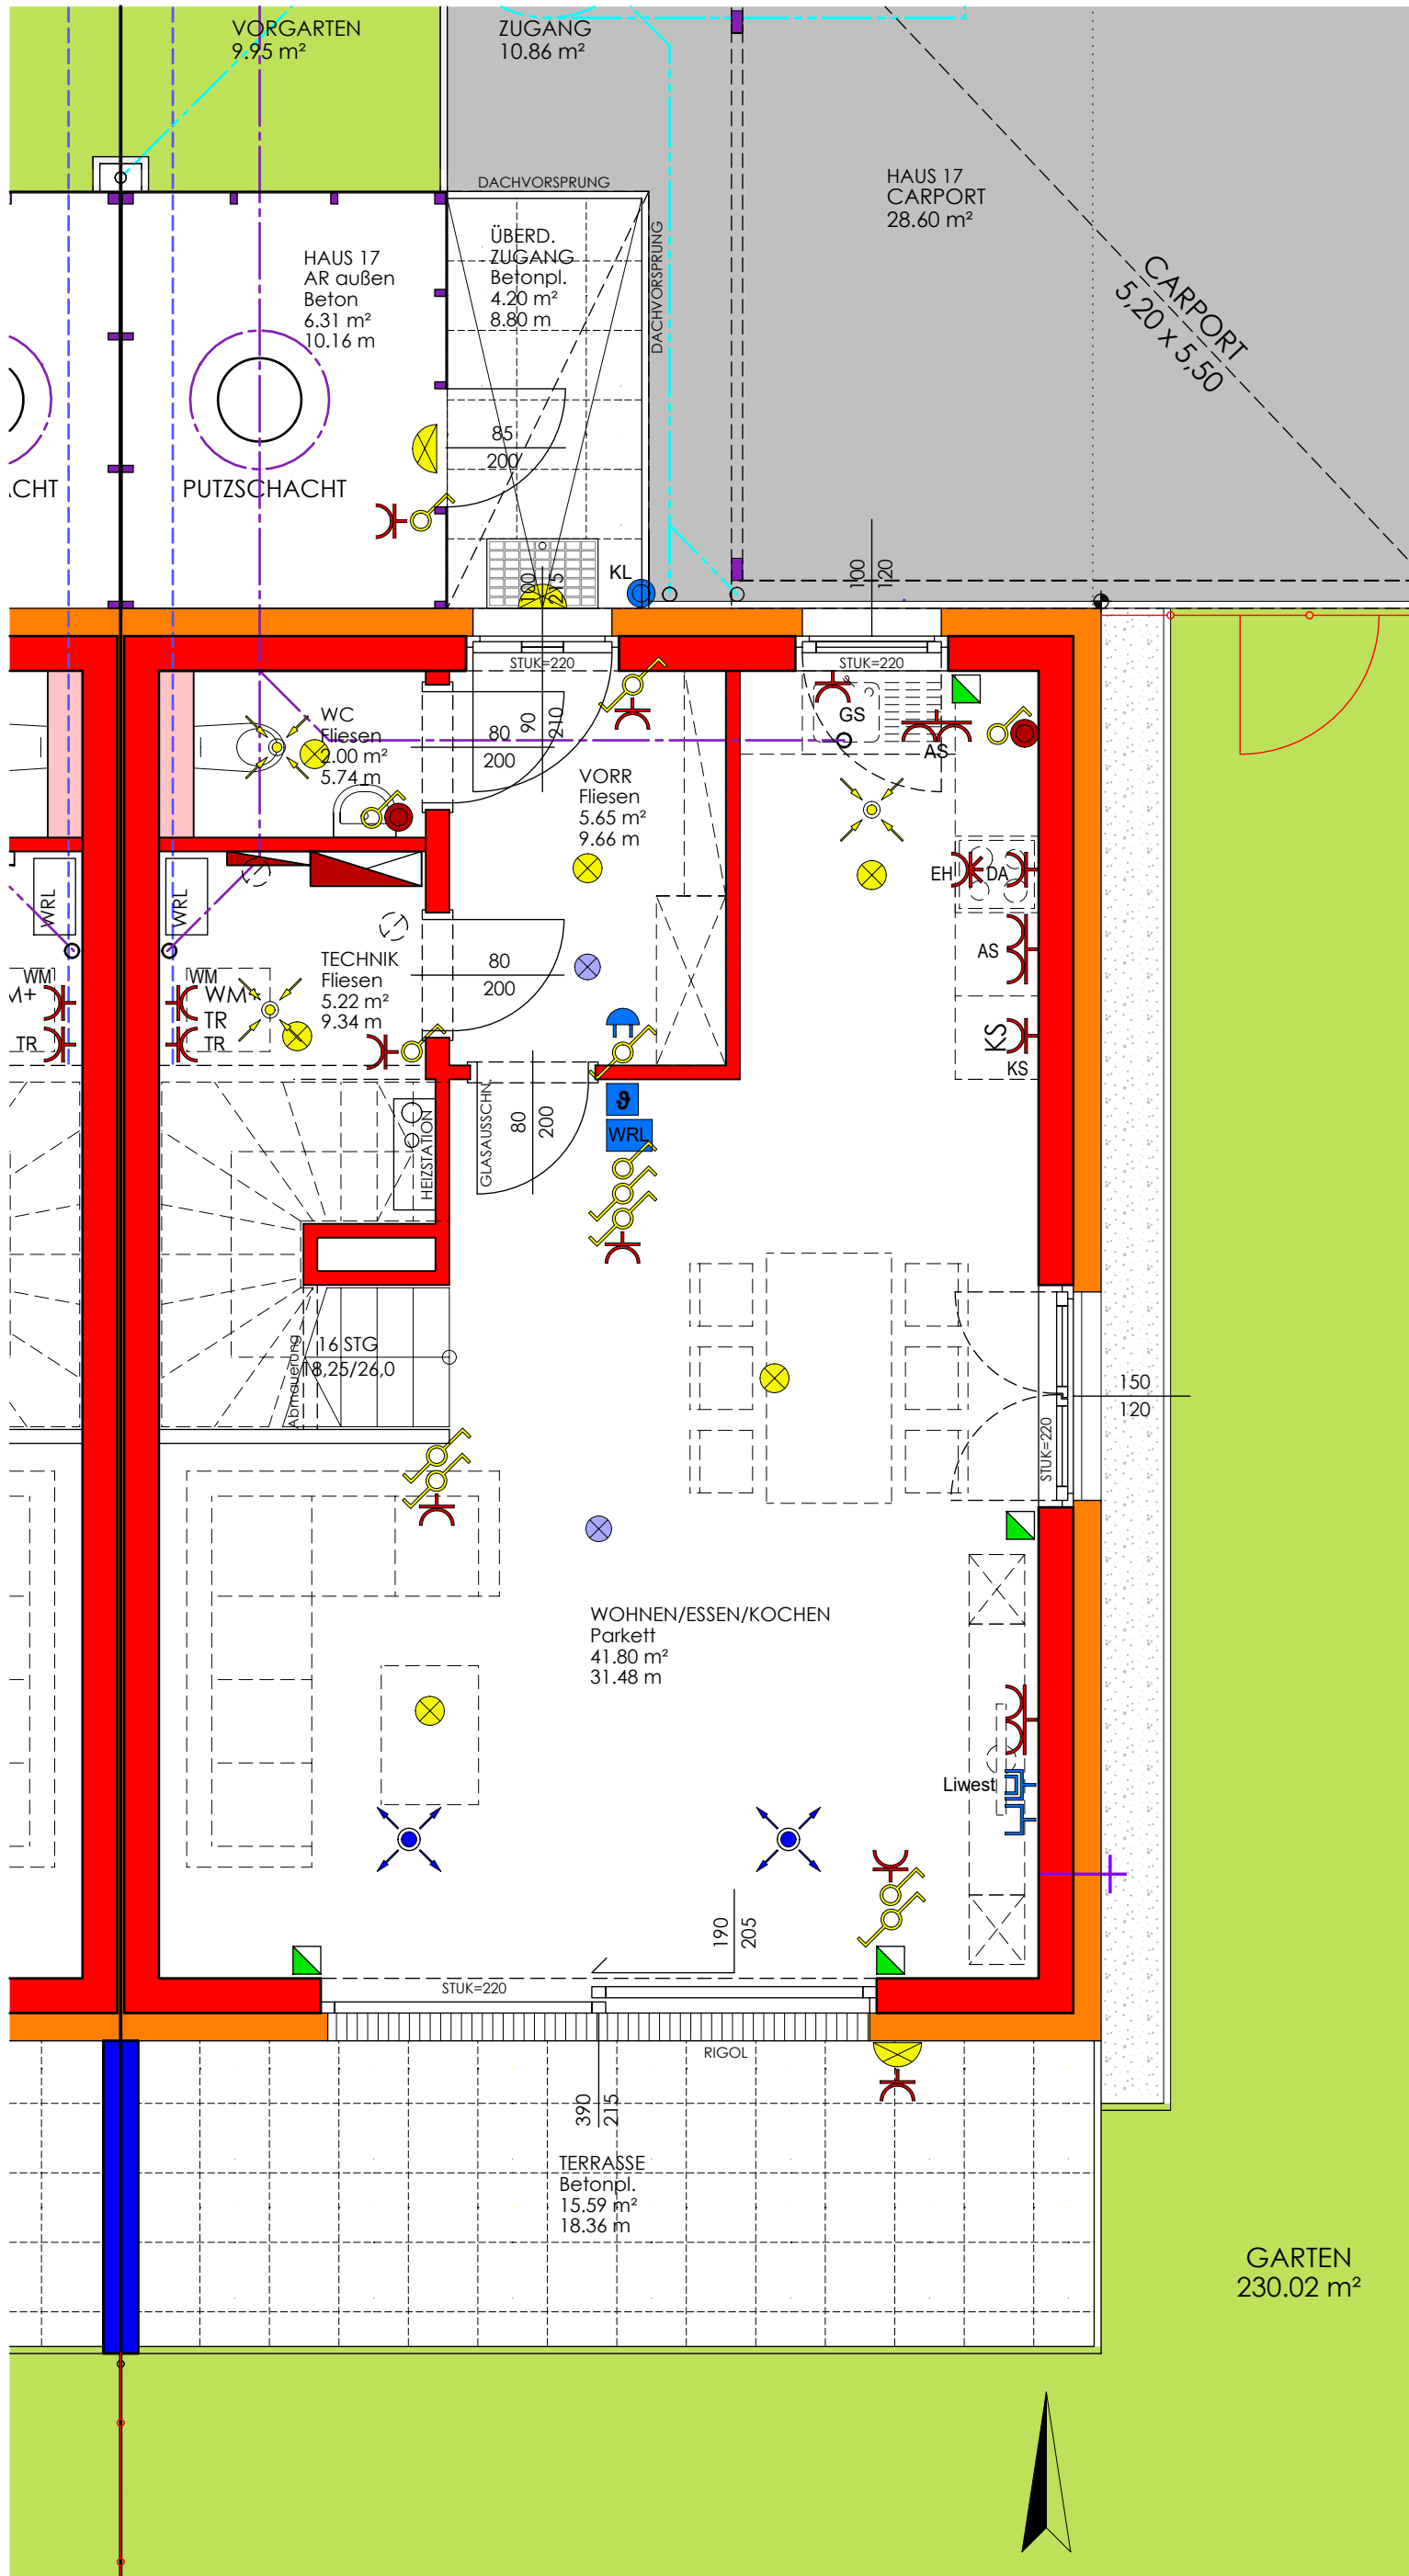 VORGARTEN
9.95 m²
ZUGANG
10.86 m²
HAUS 17
CARPORT
28.60 m²
CARPORT
5,20 x 5,50
DACHVORSPRUNG
DACHVORSPRUNG
HAUS 17
AR außen
Beton
6.31 m²
10.16 m
ÜBERD.
ZUGANG
Betonpl.
4.20 m²
8.80 m
85
200
PUTZSCHACHT
KL
100
215
100
120
STUK=220
STUK=220
WC
Fliesen
2.00 m²
5.74 m
80
200
90
210
GS
AS
VORR
Fliesen
5.65 m²
9.66 m
EH
DA
AS
KS
KS
WRL
WRL
WM
M+
TR
WM
WM+
TR
TR
TECHNIK
Fliesen
5.22 m²
9.34 m
80
200
HEIZSTATION
GLASAUSSCHN.
80
200
ϑ
WRL
Abmauerung
16 STG
18,25/26,0
150
120
STUK=220
WOHNEN/ESSEN/KOCHEN
Parkett
41.80 m²
31.48 m
Liwest
190
205
STUK=220
RIGOL
390
215
TERRASSE
Betonpl.
15.59 m²
18.36 m
GARTEN
230.02 m²